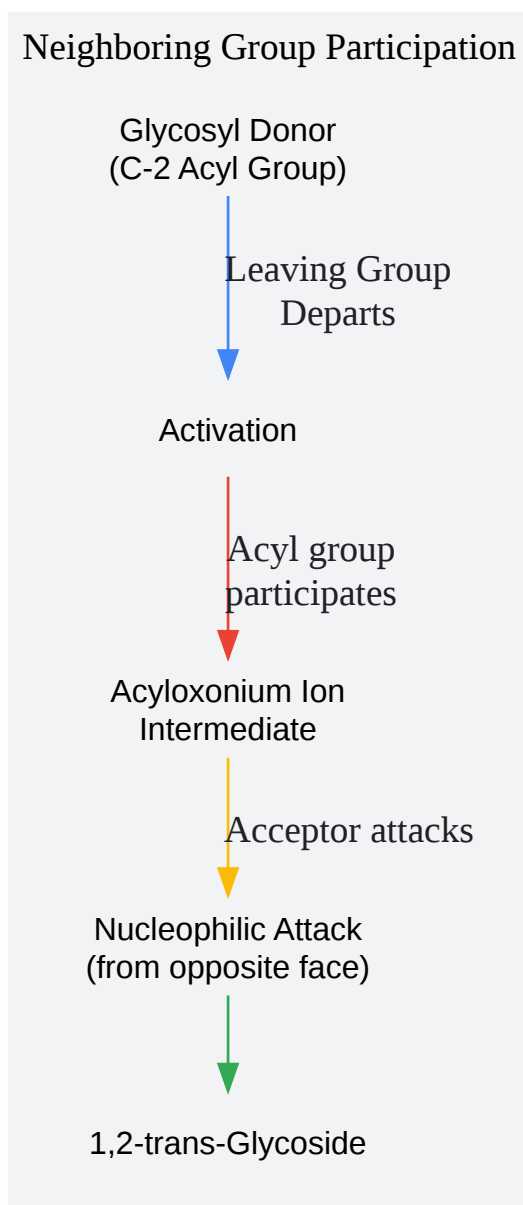 Neighboring Group Participation
Glycosyl Donor
(C-2 Acyl Group)
Leaving Group
Departs
Activation
Acyl group
participates
Acyloxonium Ion
Intermediate
Acceptor attacks
Nucleophilic Attack
(from opposite face)
1,2-trans-Glycoside